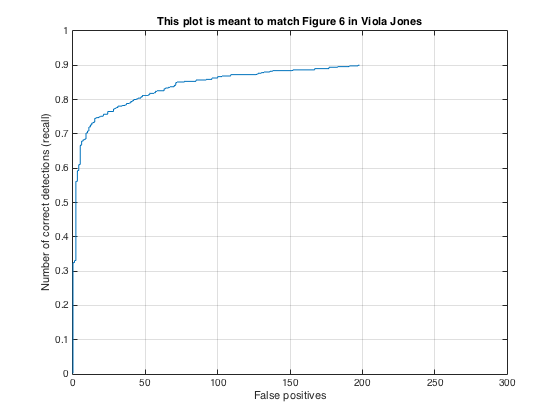 This plot is meant to match Figure 6 in Viola Jones
1
0.9
0.8
0.7
0.6
0.5
0.4
0.3
0.2
0.1
0
Number of correct detections (recall)
0 50 100 150 200 250 300
False positives